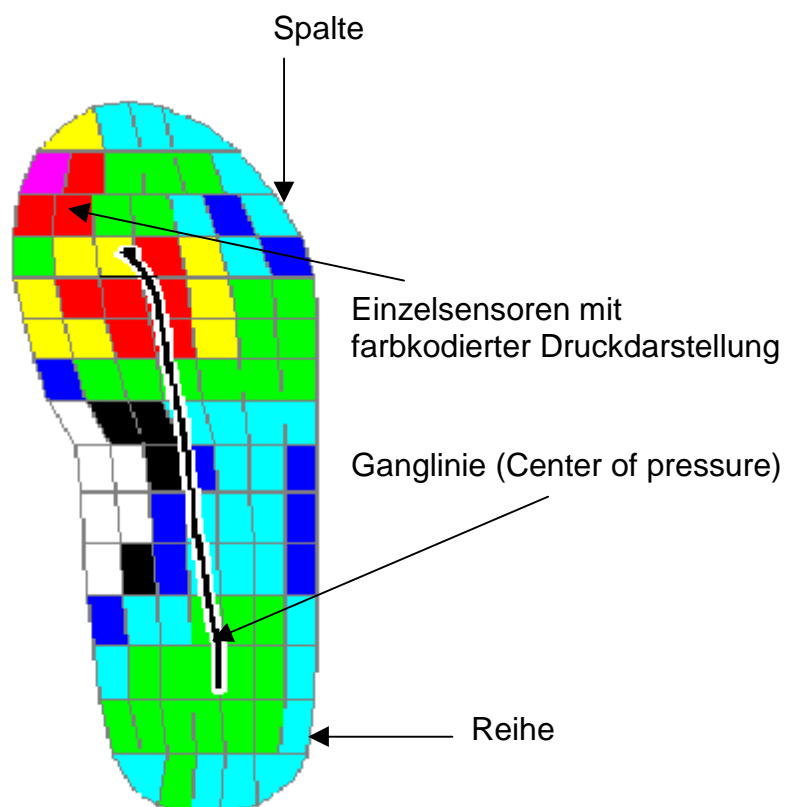 Spalte
Einzelsensoren mit
farbkodierter Druckdarstellung
Ganglinie (Center of pressure)
Reihe